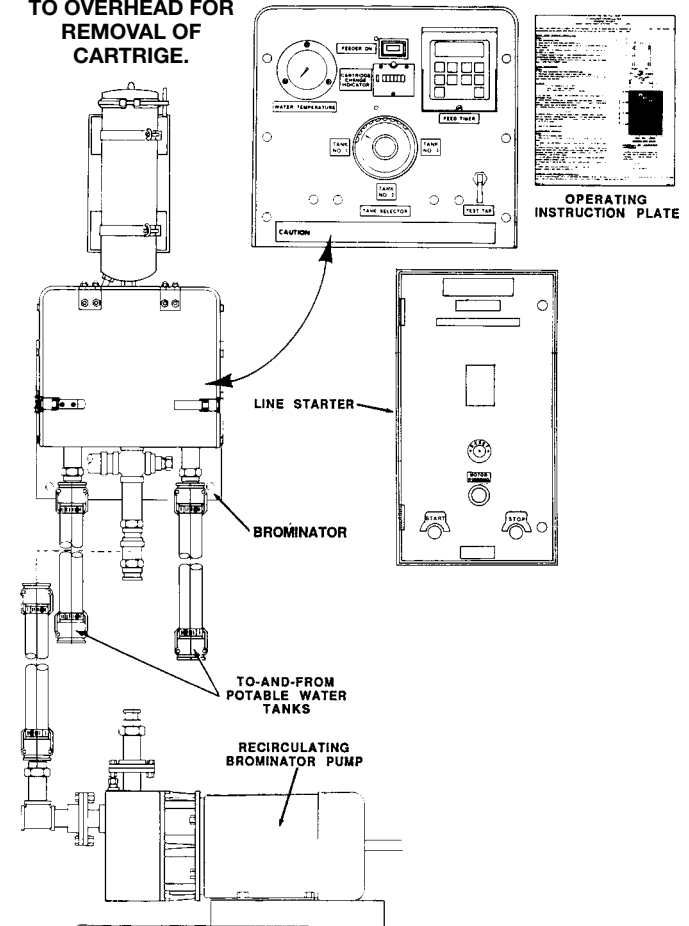 TO OVERHEAD FOR
REMOVAL OF
CARTRIGE.
FEEDER ON
CARTRIDGE
CHANGE
INDICATOR
WATER TEMPERATURE
FEED TIMER
TANK
NO 1
TANK
NO 3
TANK
NO 2
TANK SELECTOR
TEST TAP
CAUTION
OPERATING
INSTRUCTION PLATE
LINE STARTER
RESET
MOTOR
START
STOP
BROMINATOR
TO-AND-FROM
POTABLE WATER
TANKS
RECIRCULATING
BROMINATOR PUMP